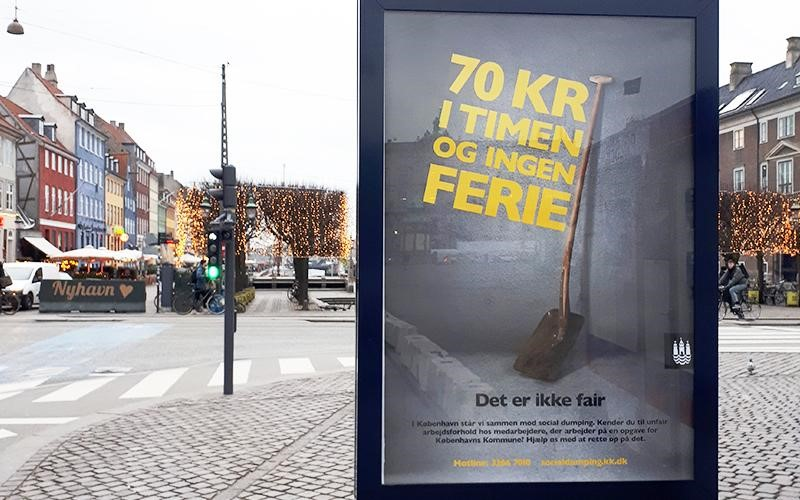 Nyhavn
70 KR
I TIMEN
OG INGEN
FERIE
Det er ikke fair
I København står vi sammen mod social dumping. Kender du til unfair
arbejdsforhold hos medarbejdere, der arbejder på en opgave for
Københavns Kommune? Hjælp os med at rette op på det.
Hotline: 3366 7010 socialdumping.kk.dk